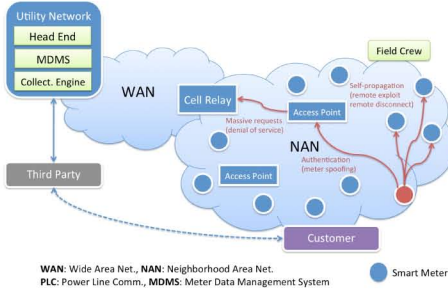 Utility Network
Head End
MDMS
Collect. Engine
WAN
Cell Relay
Field Crew
Self-propagation
(remote exploit
remote disconnect)
Access Point
Massive requests
(denial of service)
NAN
Authentication
(meter spoofing)
Access Point
Third Party
Customer
WAN: Wide Area Net., NAN: Neighborhood Area Net.
PLC: Power Line Comm., MDMS: Meter Data Management System
Smart Meter